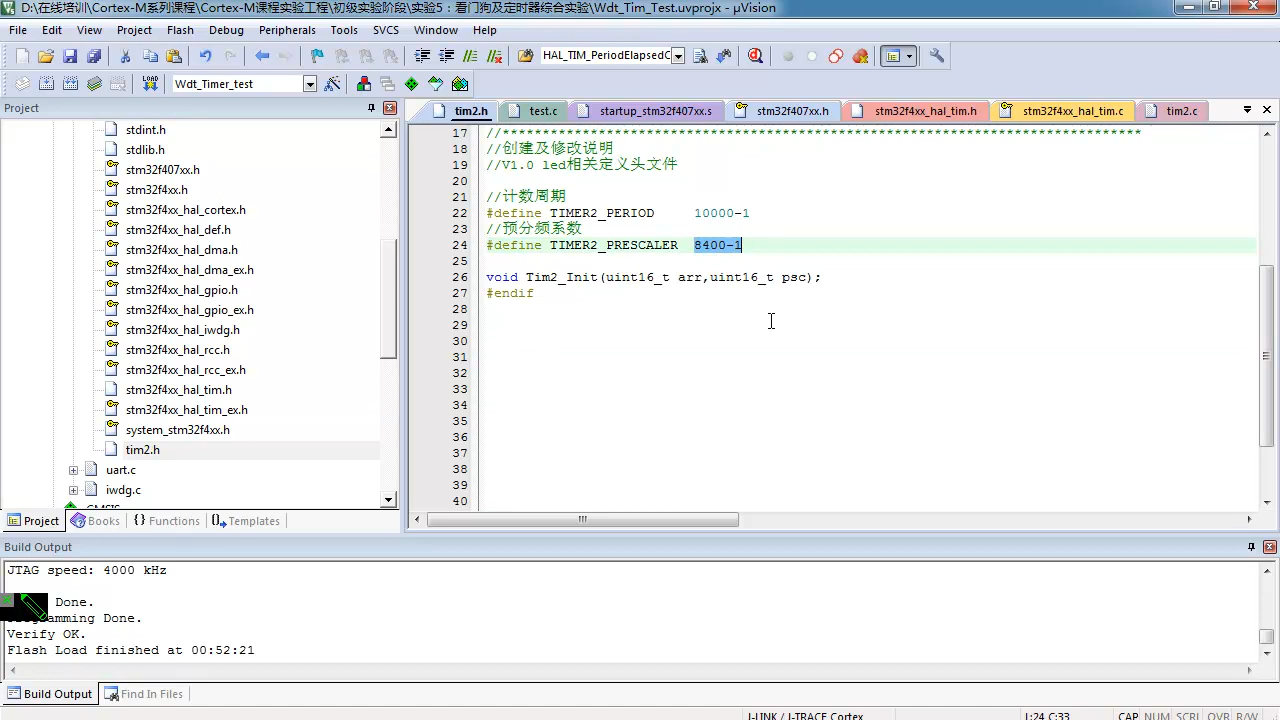 D:\在线培训\Cortex-M系列课程\Cortex-M课程实验工程\初级实验阶段\实验5：看门狗及定时器综合实验\Wdt_Tim_Test.uvprojx - µVision
File Edit View Project Flash Debug Peripherals Tools SVCS Window Help
HAL_TIM_PeriodElapsedC
LOAD Wdt_Timer_test
Project
tim2.h test.c startup_stm32f407xx.s stm32f407xx.h stm32f4xx_hal_tim.h stm32f4xx_hal_tim.c tim2.c
stdint.h
stdlib.h
stm32f407xx.h
stm32f4xx.h
stm32f4xx_hal_cortex.h
stm32f4xx_hal_def.h
stm32f4xx_hal_dma.h
stm32f4xx_hal_dma_ex.h
stm32f4xx_hal_gpio.h
stm32f4xx_hal_gpio_ex.h
stm32f4xx_hal_iwdg.h
stm32f4xx_hal_rcc.h
stm32f4xx_hal_rcc_ex.h
stm32f4xx_hal_tim.h
stm32f4xx_hal_tim_ex.h
system_stm32f4xx.h
tim2.h
uart.c
iwdg.c
CMSIS
Project Books Functions Templates
17 //********************************************************************************
18 //创建及修改说明
19 //V1.0 led相关定义头文件
20
21 //计数周期
22 #define TIMER2_PERIOD 10000-1
23 //预分频系数
24 #define TIMER2_PRESCALER 8400-1
25
26 void Tim2_Init(uint16_t arr,uint16_t psc);
27 #endif
28
29
30
31
32
33
34
35
36
37
38
39
40
Build Output
JTAG speed: 4000 kHz
Done.
mming Done.
Verify OK.
Flash Load finished at 00:52:21
Build Output Find In Files
J-LINK / J-TRACE Cortex L:24 C:33 CAP NUM SCRL OVR R/W